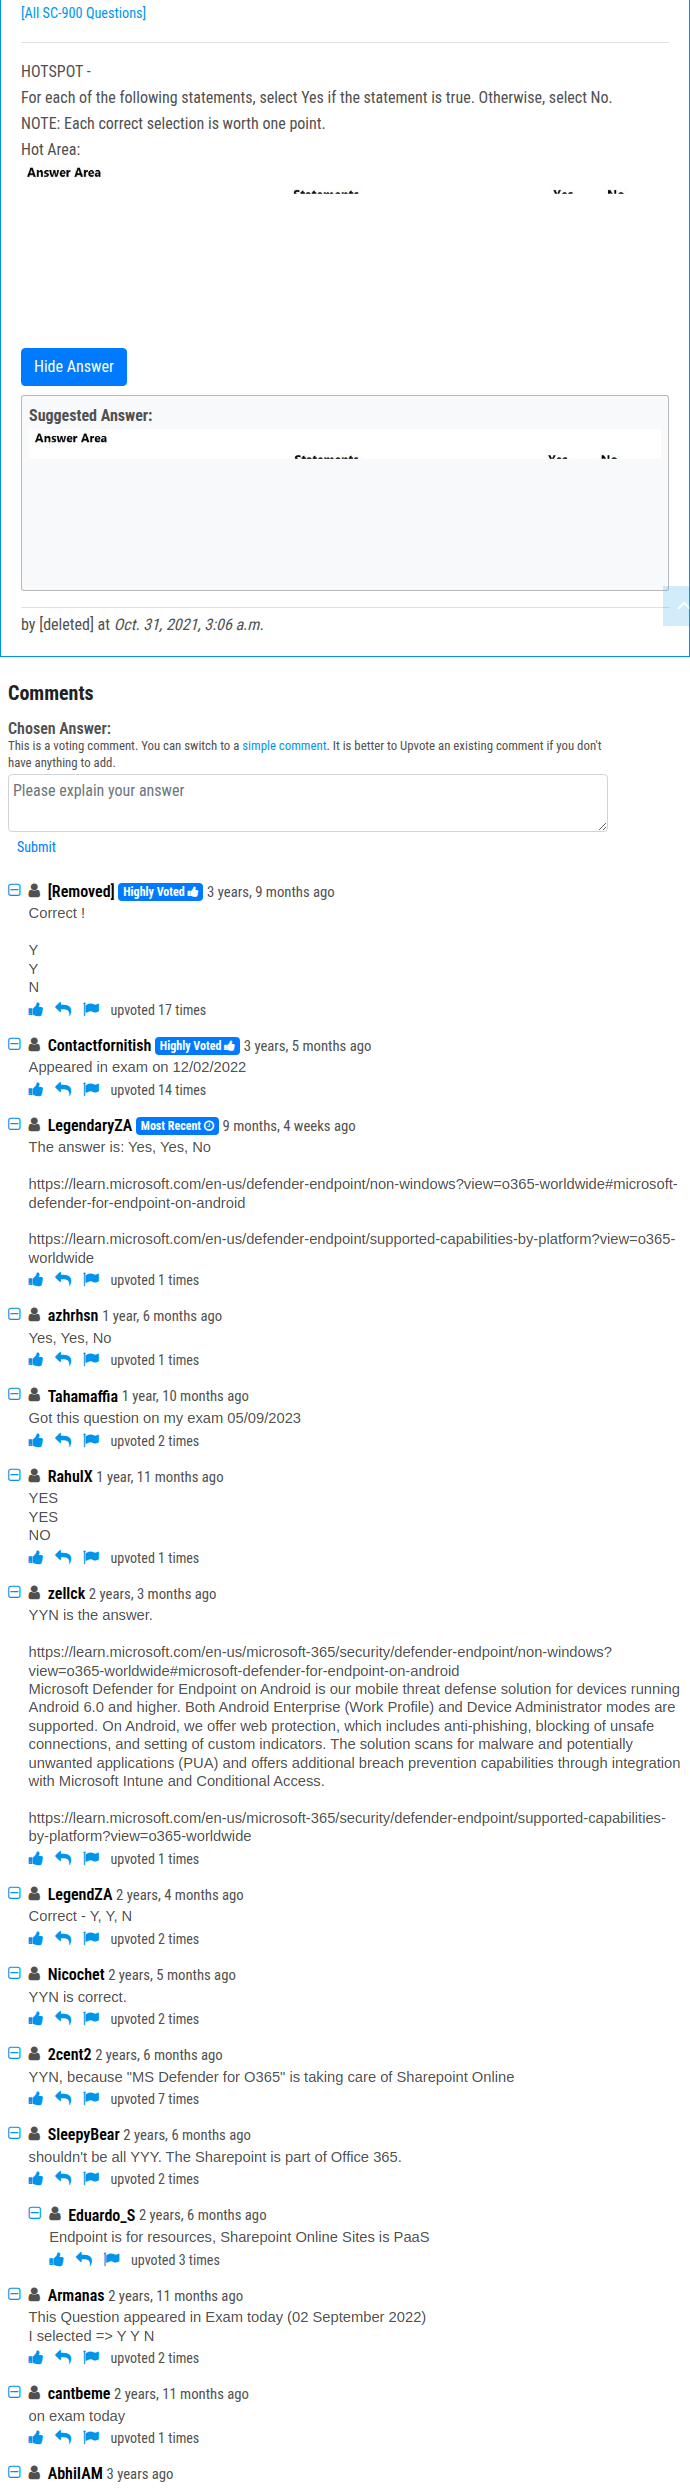 [All SC-900 Questions]
HOTSPOT -
For each of the following statements, select Yes if the statement is true. Otherwise, select No.
NOTE: Each correct selection is worth one point.
Hot Area:
Answer Area
Statements Yes No
Hide Answer
Suggested Answer:
Answer Area
Statements Yes No
by [deleted] at Oct. 31, 2021, 3:06 a.m.
Comments
Chosen Answer:
This is a voting comment. You can switch to a simple comment. It is better to Upvote an existing comment if you don't
have anything to add.
Please explain your answer
Submit
[Removed] Highly Voted 3 years, 9 months ago
Correct !
Y
Y
N
upvoted 17 times
Contactfornitish Highly Voted 3 years, 5 months ago
Appeared in exam on 12/02/2022
upvoted 14 times
LegendaryZA Most Recent 9 months, 4 weeks ago
The answer is: Yes, Yes, No
https://learn.microsoft.com/en-us/defender-endpoint/non-windows?view=o365-worldwide#microsoft-
defender-for-endpoint-on-android
https://learn.microsoft.com/en-us/defender-endpoint/supported-capabilities-by-platform?view=o365-
worldwide
upvoted 1 times
azhrhsn 1 year, 6 months ago
Yes, Yes, No
upvoted 1 times
Tahamaffia 1 year, 10 months ago
Got this question on my exam 05/09/2023
upvoted 2 times
RahulX 1 year, 11 months ago
YES
YES
NO
upvoted 1 times
zellck 2 years, 3 months ago
YYN is the answer.
https://learn.microsoft.com/en-us/microsoft-365/security/defender-endpoint/non-windows?
view=o365-worldwide#microsoft-defender-for-endpoint-on-android
Microsoft Defender for Endpoint on Android is our mobile threat defense solution for devices running
Android 6.0 and higher. Both Android Enterprise (Work Profile) and Device Administrator modes are
supported. On Android, we offer web protection, which includes anti-phishing, blocking of unsafe
connections, and setting of custom indicators. The solution scans for malware and potentially
unwanted applications (PUA) and offers additional breach prevention capabilities through integration
with Microsoft Intune and Conditional Access.
https://learn.microsoft.com/en-us/microsoft-365/security/defender-endpoint/supported-capabilities-
by-platform?view=o365-worldwide
upvoted 1 times
LegendZA 2 years, 4 months ago
Correct - Y, Y, N
upvoted 2 times
Nicochet 2 years, 5 months ago
YYN is correct.
upvoted 2 times
2cent2 2 years, 6 months ago
YYN, because "MS Defender for O365" is taking care of Sharepoint Online
upvoted 7 times
SleepyBear 2 years, 6 months ago
shouldn't be all YYY. The Sharepoint is part of Office 365.
upvoted 2 times
Eduardo_S 2 years, 6 months ago
Endpoint is for resources, Sharepoint Online Sites is PaaS
upvoted 3 times
Armanas 2 years, 11 months ago
This Question appeared in Exam today (02 September 2022)
I selected => Y Y N
upvoted 2 times
cantbeme 2 years, 11 months ago
on exam today
upvoted 1 times
AbhilAM 3 years ago